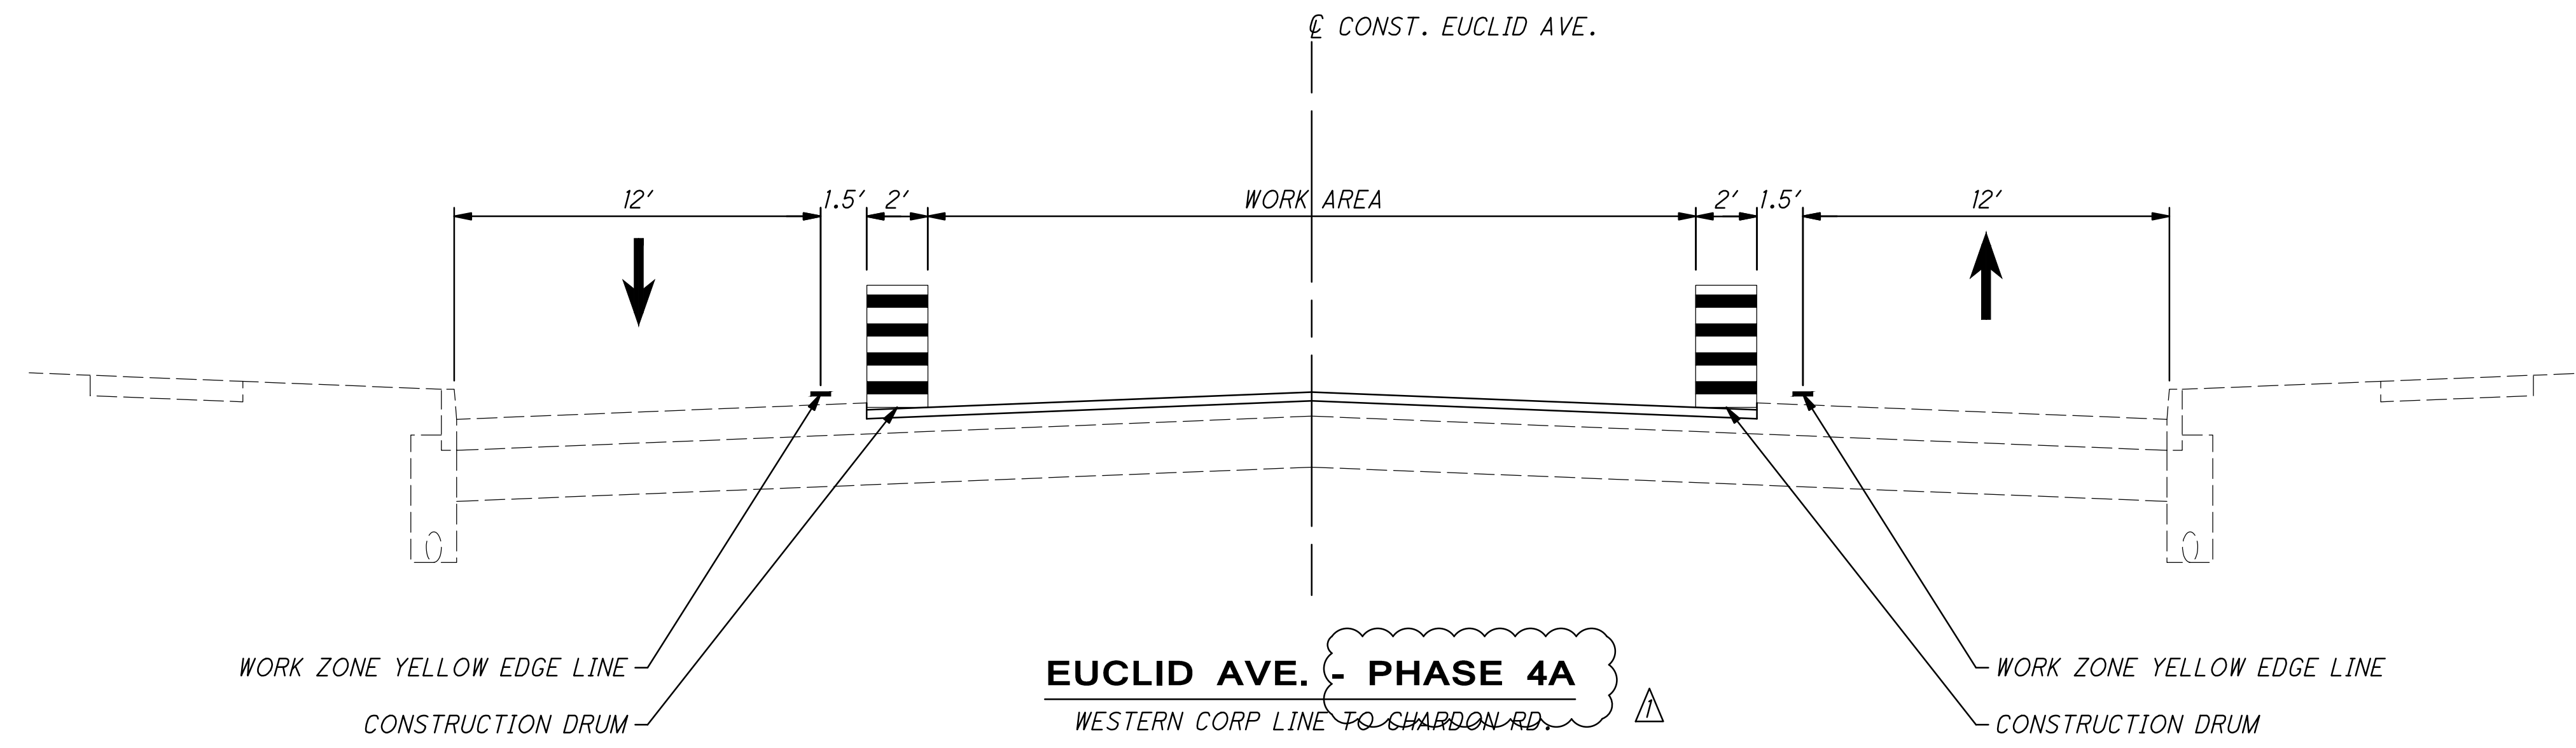 ℄ CONST. EUCLID AVE.
12' 1.5' 2' WORK AREA 2' 1.5' 12'
WORK ZONE YELLOW EDGE LINE
CONSTRUCTION DRUM
EUCLID AVE. - PHASE 4A
WESTERN CORP LINE TO CHARDON RD.
1
WORK ZONE YELLOW EDGE LINE
CONSTRUCTION DRUM